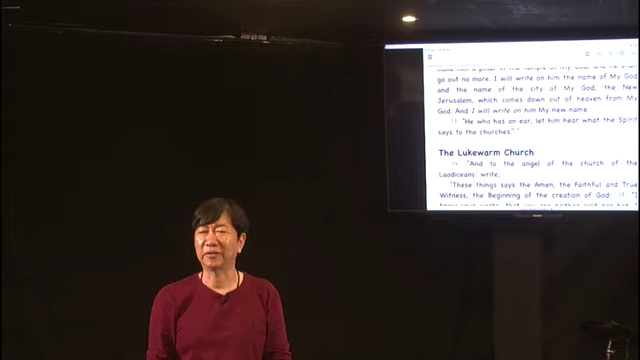 go out no more. I will write on him the name of My God
and the name of the city of My God, the New
Jerusalem, which comes down out of heaven from My
God. And I will write on him My new name.
13 "He who has an ear, let him hear what the Spirit
says to the churches." '
The Lukewarm Church
14 "And to the angel of the church of the
Laodiceans write,
'These things says the Amen, the Faithful and True
Witness, the Beginning of the creation of God: 15 "I